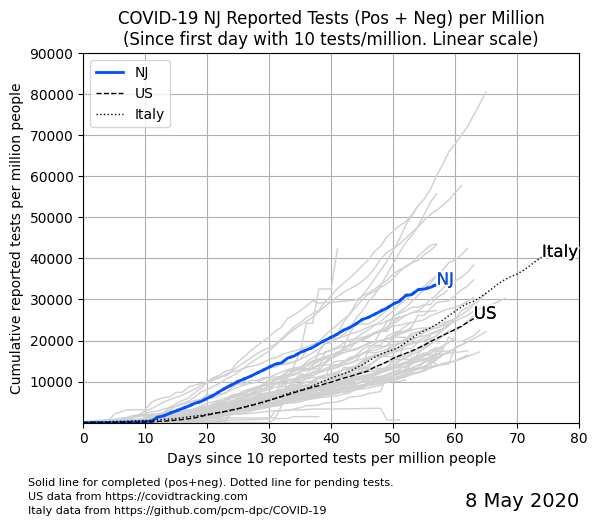 COVID-19 NJ Reported Tests (Pos + Neg) per Million
(Since first day with 10 tests/million. Linear scale)
90000
80000
70000
60000
50000
40000
30000
20000
10000
Cumulative reported tests per million people
NJ
US
Italy
Italy
NJ
US
0 10 20 30 40 50 60 70 80
Days since 10 reported tests per million people
Solid line for completed (pos+neg). Dotted line for pending tests.
US data from https://covidtracking.com
Italy data from https://github.com/pcm-dpc/COVID-19
8 May 2020